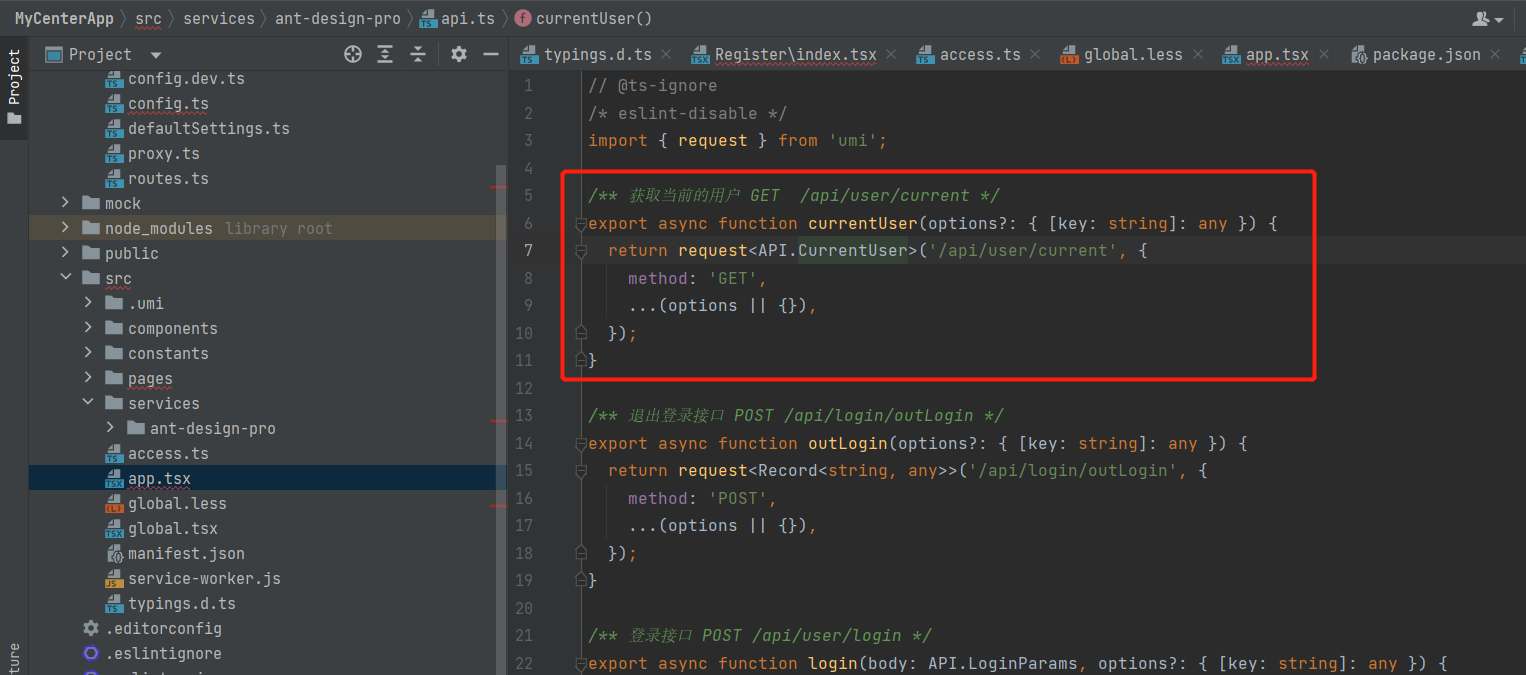 MyCenterApp 〉 src 〉 services 〉 ant-design-pro 〉 api.ts 〉 currentUser()
Project
Project
typings.d.ts
Register\index.tsx
access.ts
global.less
app.tsx
package.json
config.dev.ts
config.ts
defaultSettings.ts
proxy.ts
routes.ts
mock
node_modules library root
public
src
.umi
components
constants
pages
services
ant-design-pro
access.ts
app.tsx
global.less
global.tsx
manifest.json
service-worker.js
typings.d.ts
.editorconfig
.eslintignore
1 // @ts-ignore
2 /* eslint-disable */
3 import { request } from 'umi';
4
5 /** 获取当前的用户 GET  /api/user/current */
6 export async function currentUser(options?: { [key: string]: any }) {
7   return request<API.CurrentUser>('/api/user/current', {
8     method: 'GET',
9     ...(options || {}),
10   });
11 }
12
13 /** 退出登录接口 POST /api/login/outLogin */
14 export async function outLogin(options?: { [key: string]: any }) {
15   return request<Record<string, any>>('/api/login/outLogin', {
16     method: 'POST',
17     ...(options || {}),
18   });
19 }
20
21 /** 登录接口 POST /api/user/login */
22 export async function login(body: API.LoginParams, options?: { [key: string]: any }) {